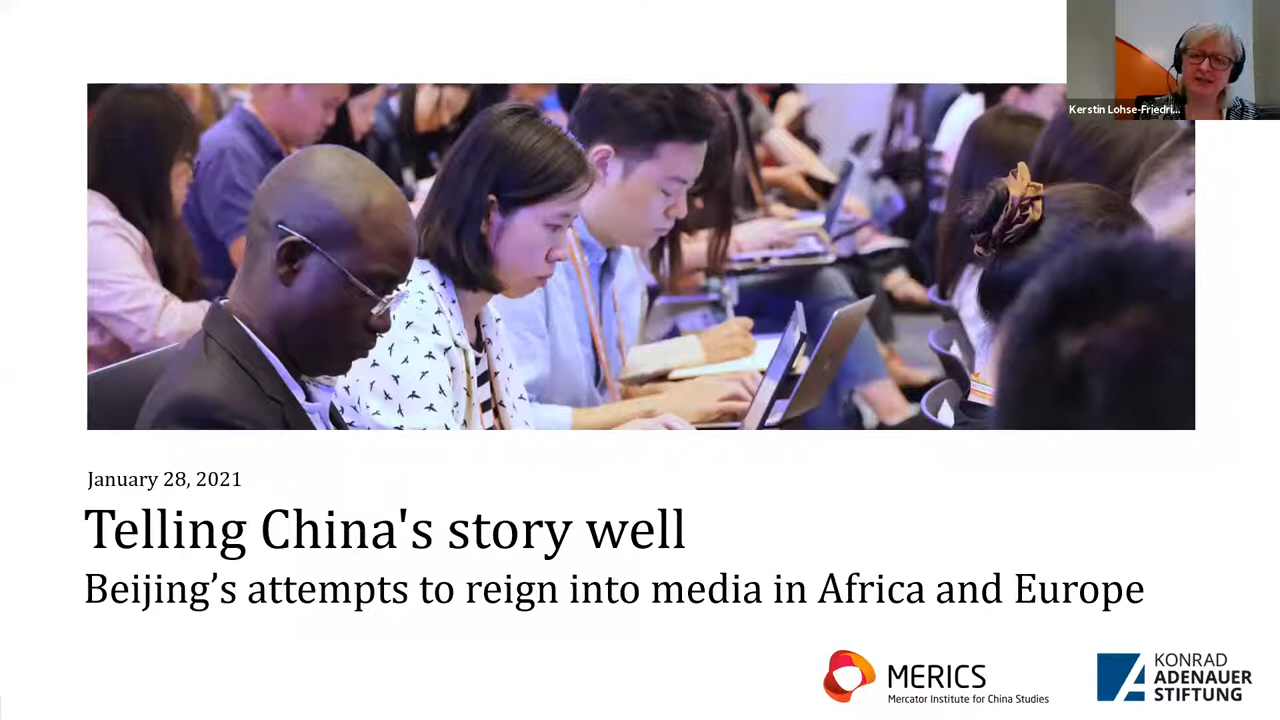 Kerstin Lohse-Friedri...
January 28, 2021
Telling China's story well
Beijing’s attempts to reign into media in Africa and Europe
MERICS
Mercator Institute for China Studies
KONRAD
ADENAUER
STIFTUNG